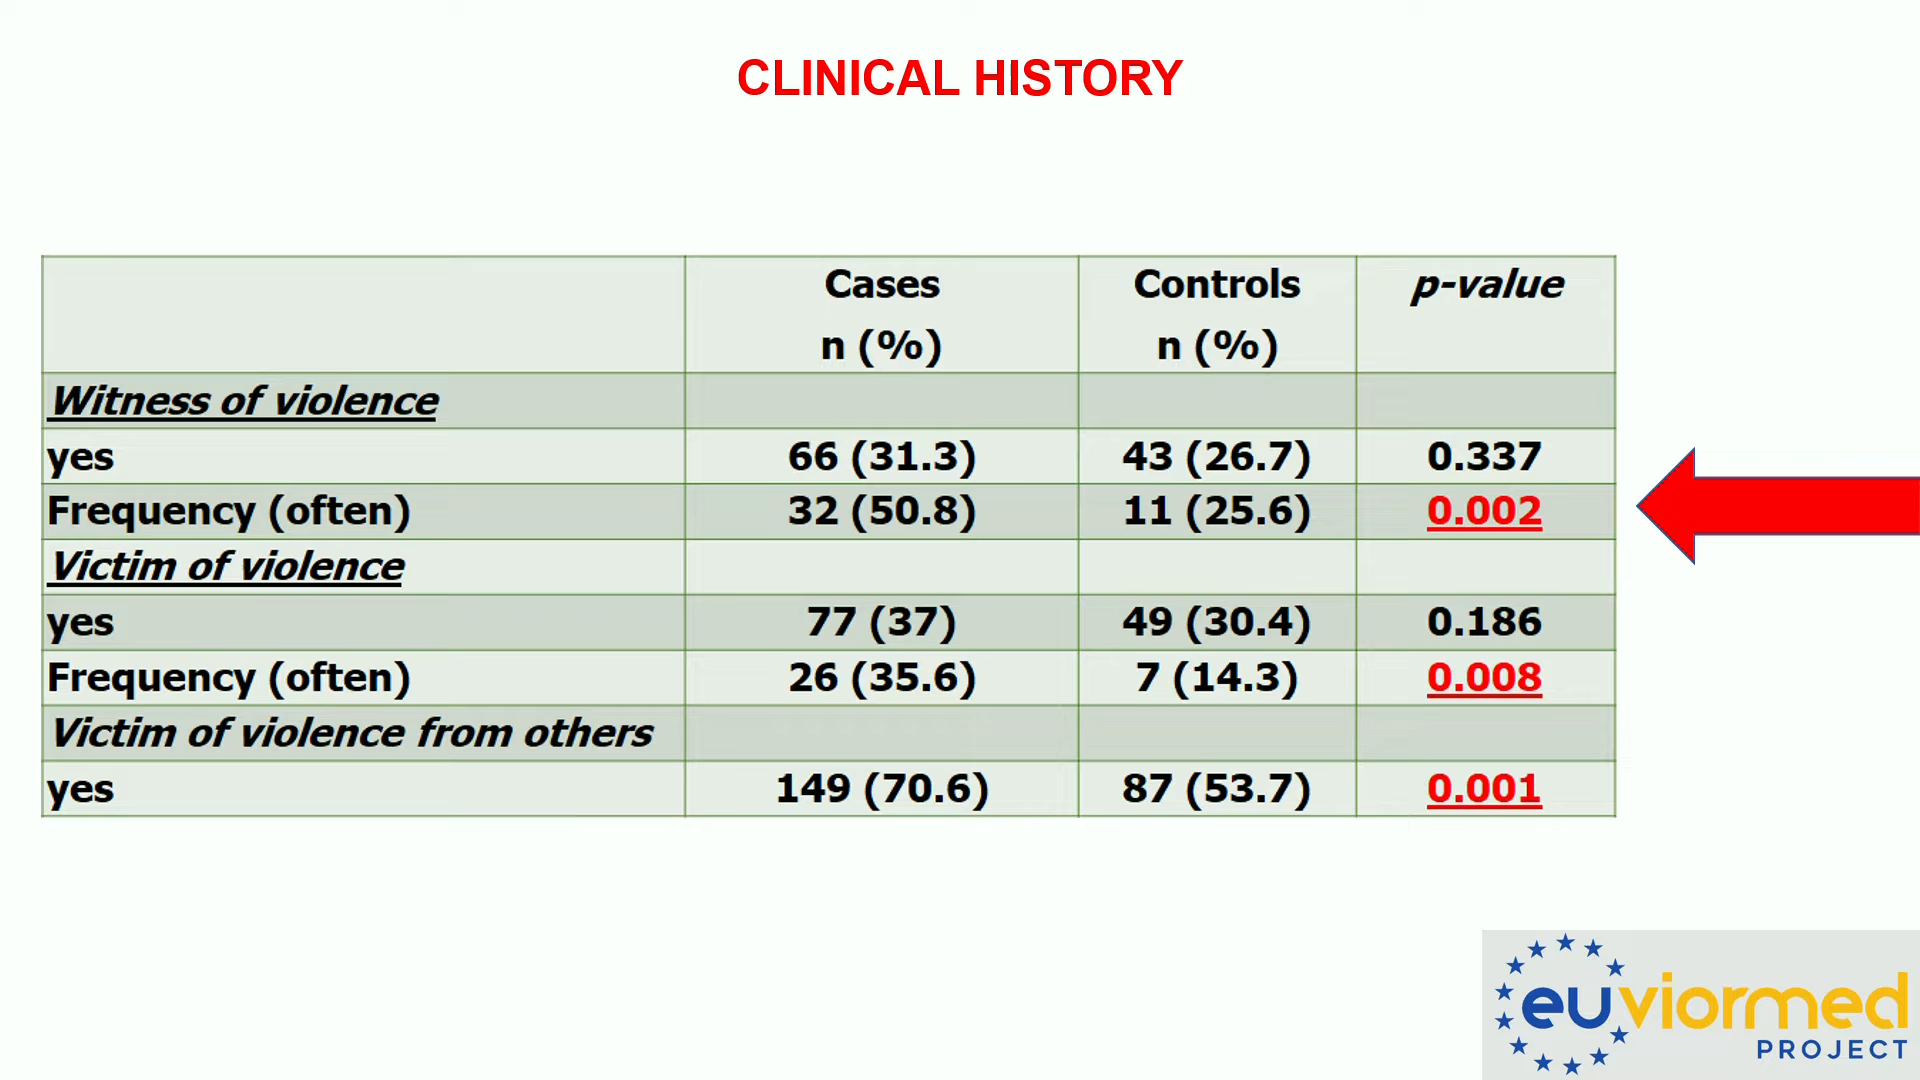 CLINICAL HISTORY
Cases Controls p-value
n (%) n (%)
Witness of violence
yes 66 (31.3) 43 (26.7) 0.337
Frequency (often) 32 (50.8) 11 (25.6) 0.002
Victim of violence
yes 77 (37) 49 (30.4) 0.186
Frequency (often) 26 (35.6) 7 (14.3) 0.008
Victim of violence from others
yes 149 (70.6) 87 (53.7) 0.001
euviormed
PROJECT